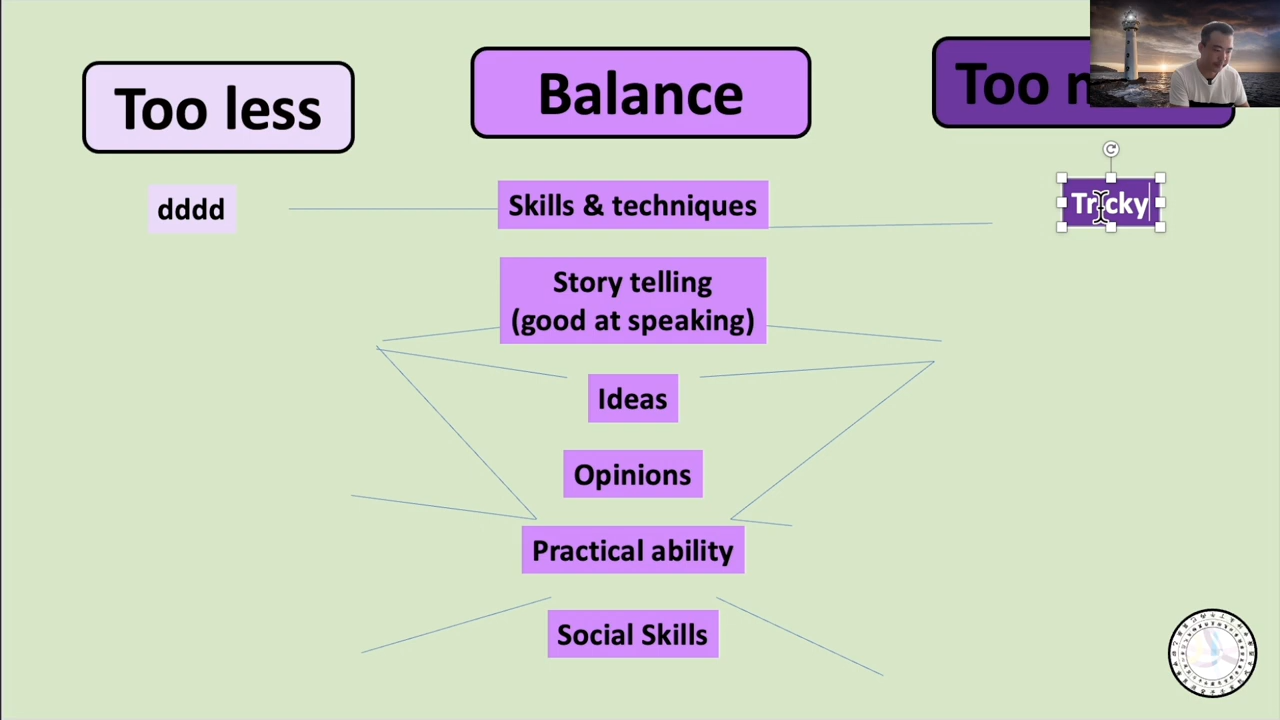 Too less
Balance
Too
dddd
Skills & techniques
Tricky
Story telling
(good at speaking)
Ideas
Opinions
Practical ability
Social Skills